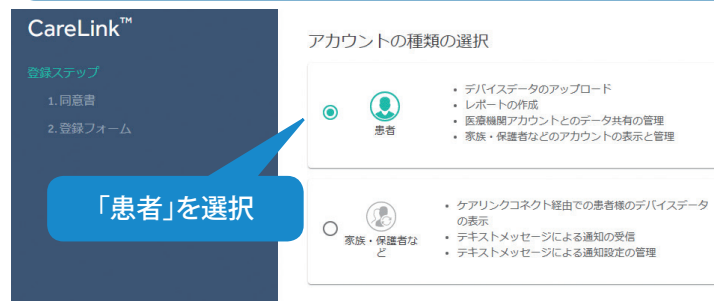 CareLink™
登録ステップ
1. 同意書
2. 登録フォーム
アカウントの種類の選択
患者
• デバイスデータのアップロード
• レポートの作成
• 医療機関アカウントとのデータ共有の管理
• 家族・保護者などのアカウントの表示と管理
「患者」を選択
家族・保護者な
ど
• ケアリンクコネクト経由での患者様のデバイスデータ
の表示
• テキストメッセージによる通知の受信
• テキストメッセージによる通知設定の管理